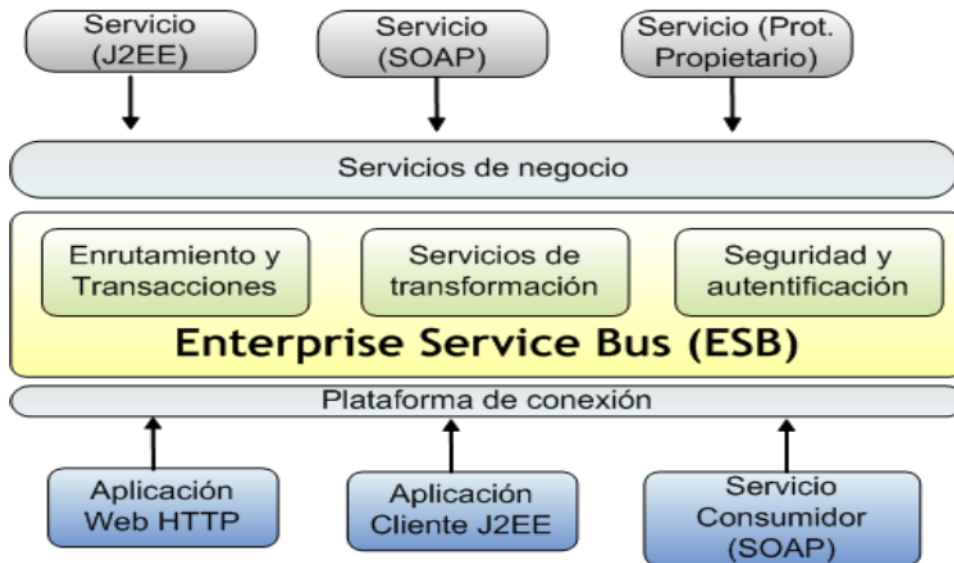 Servicio
(J2EE)
Servicio
(SOAP)
Servicio (Prot.
Propietario)
Servicios de negocio
Enrutamiento y
Transacciones
Servicios de
transformación
Seguridad y
autentificación
Enterprise Service Bus (ESB)
Plataforma de conexión
Aplicación
Web HTTP
Aplicación
Cliente J2EE
Servicio
Consumidor
(SOAP)